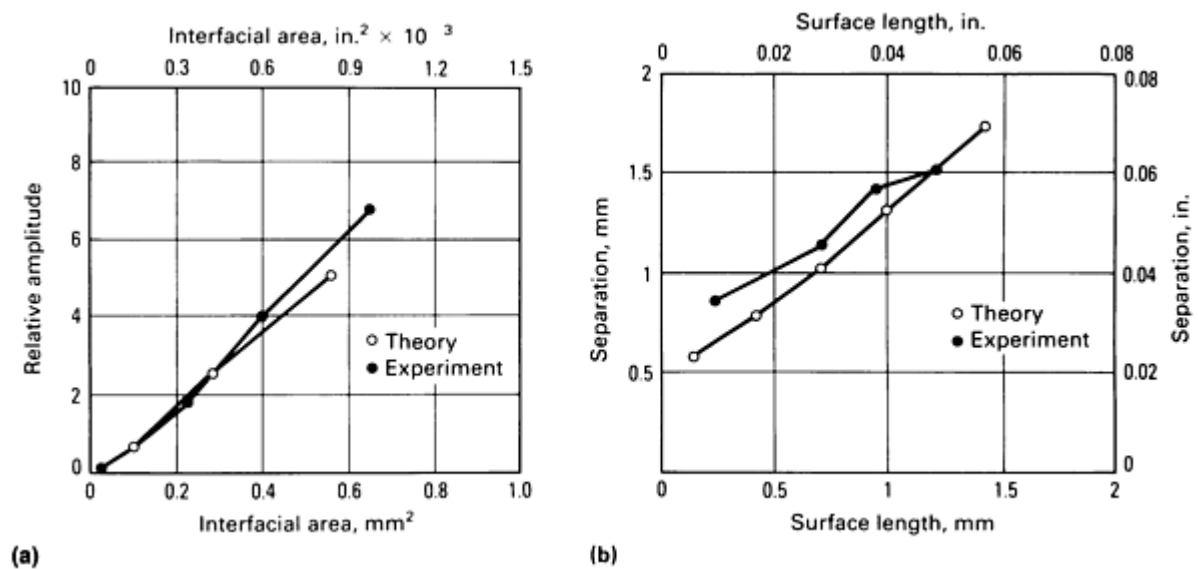 Interfacial area, in.² × 10 ³
0 0.3 0.6 0.9 1.2 1.5
10
8
6
4
2
0
Relative amplitude
○ Theory
● Experiment
0 0.2 0.4 0.6 0.8 1.0
Interfacial area, mm²
(a)
Surface length, in.
0 0.02 0.04 0.06 0.08
2
1.5
1
0.5
Separation, mm
0.08
0.06
0.04
0.02
0
Separation, in.
○ Theory
● Experiment
0 0.5 1 1.5 2
Surface length, mm
(b)